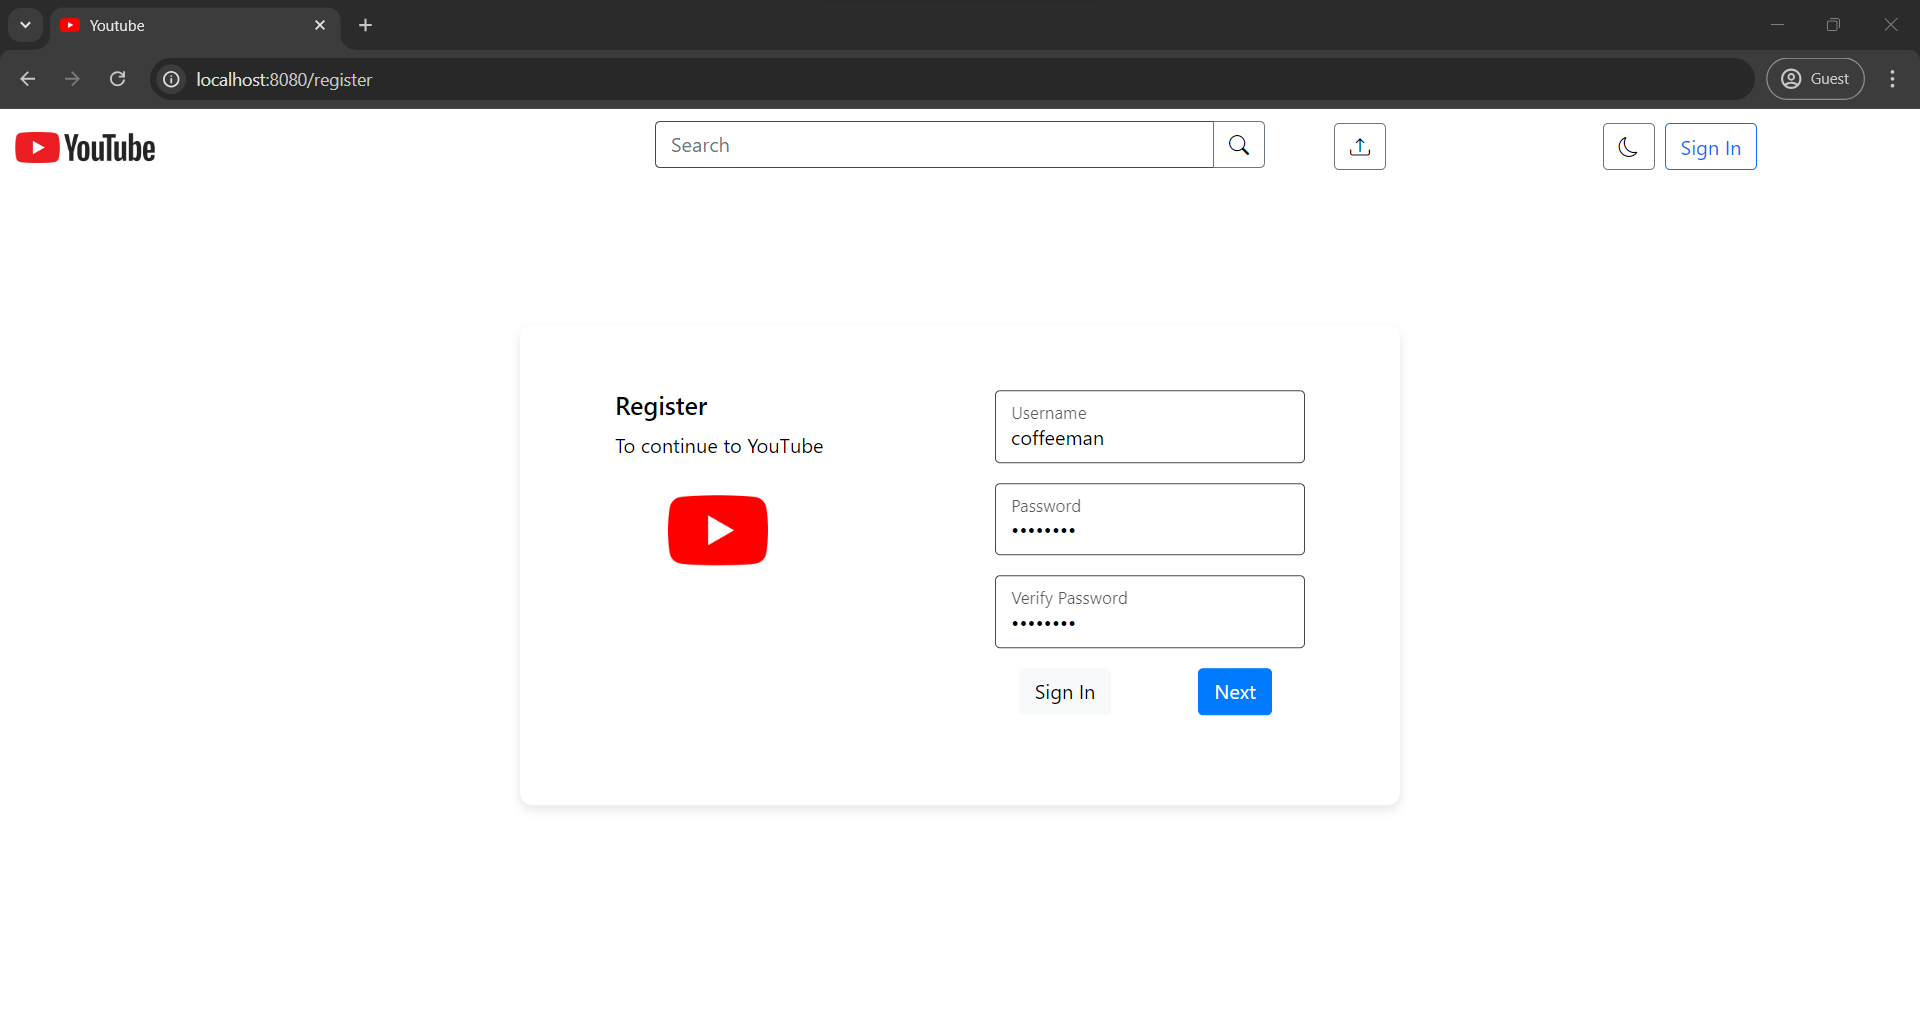 Youtube
localhost:8080/register
Guest
YouTube
Search
Sign In
Register
To continue to YouTube
Username
coffeeman
Password
••••••••
Verify Password
••••••••
Sign In
Next